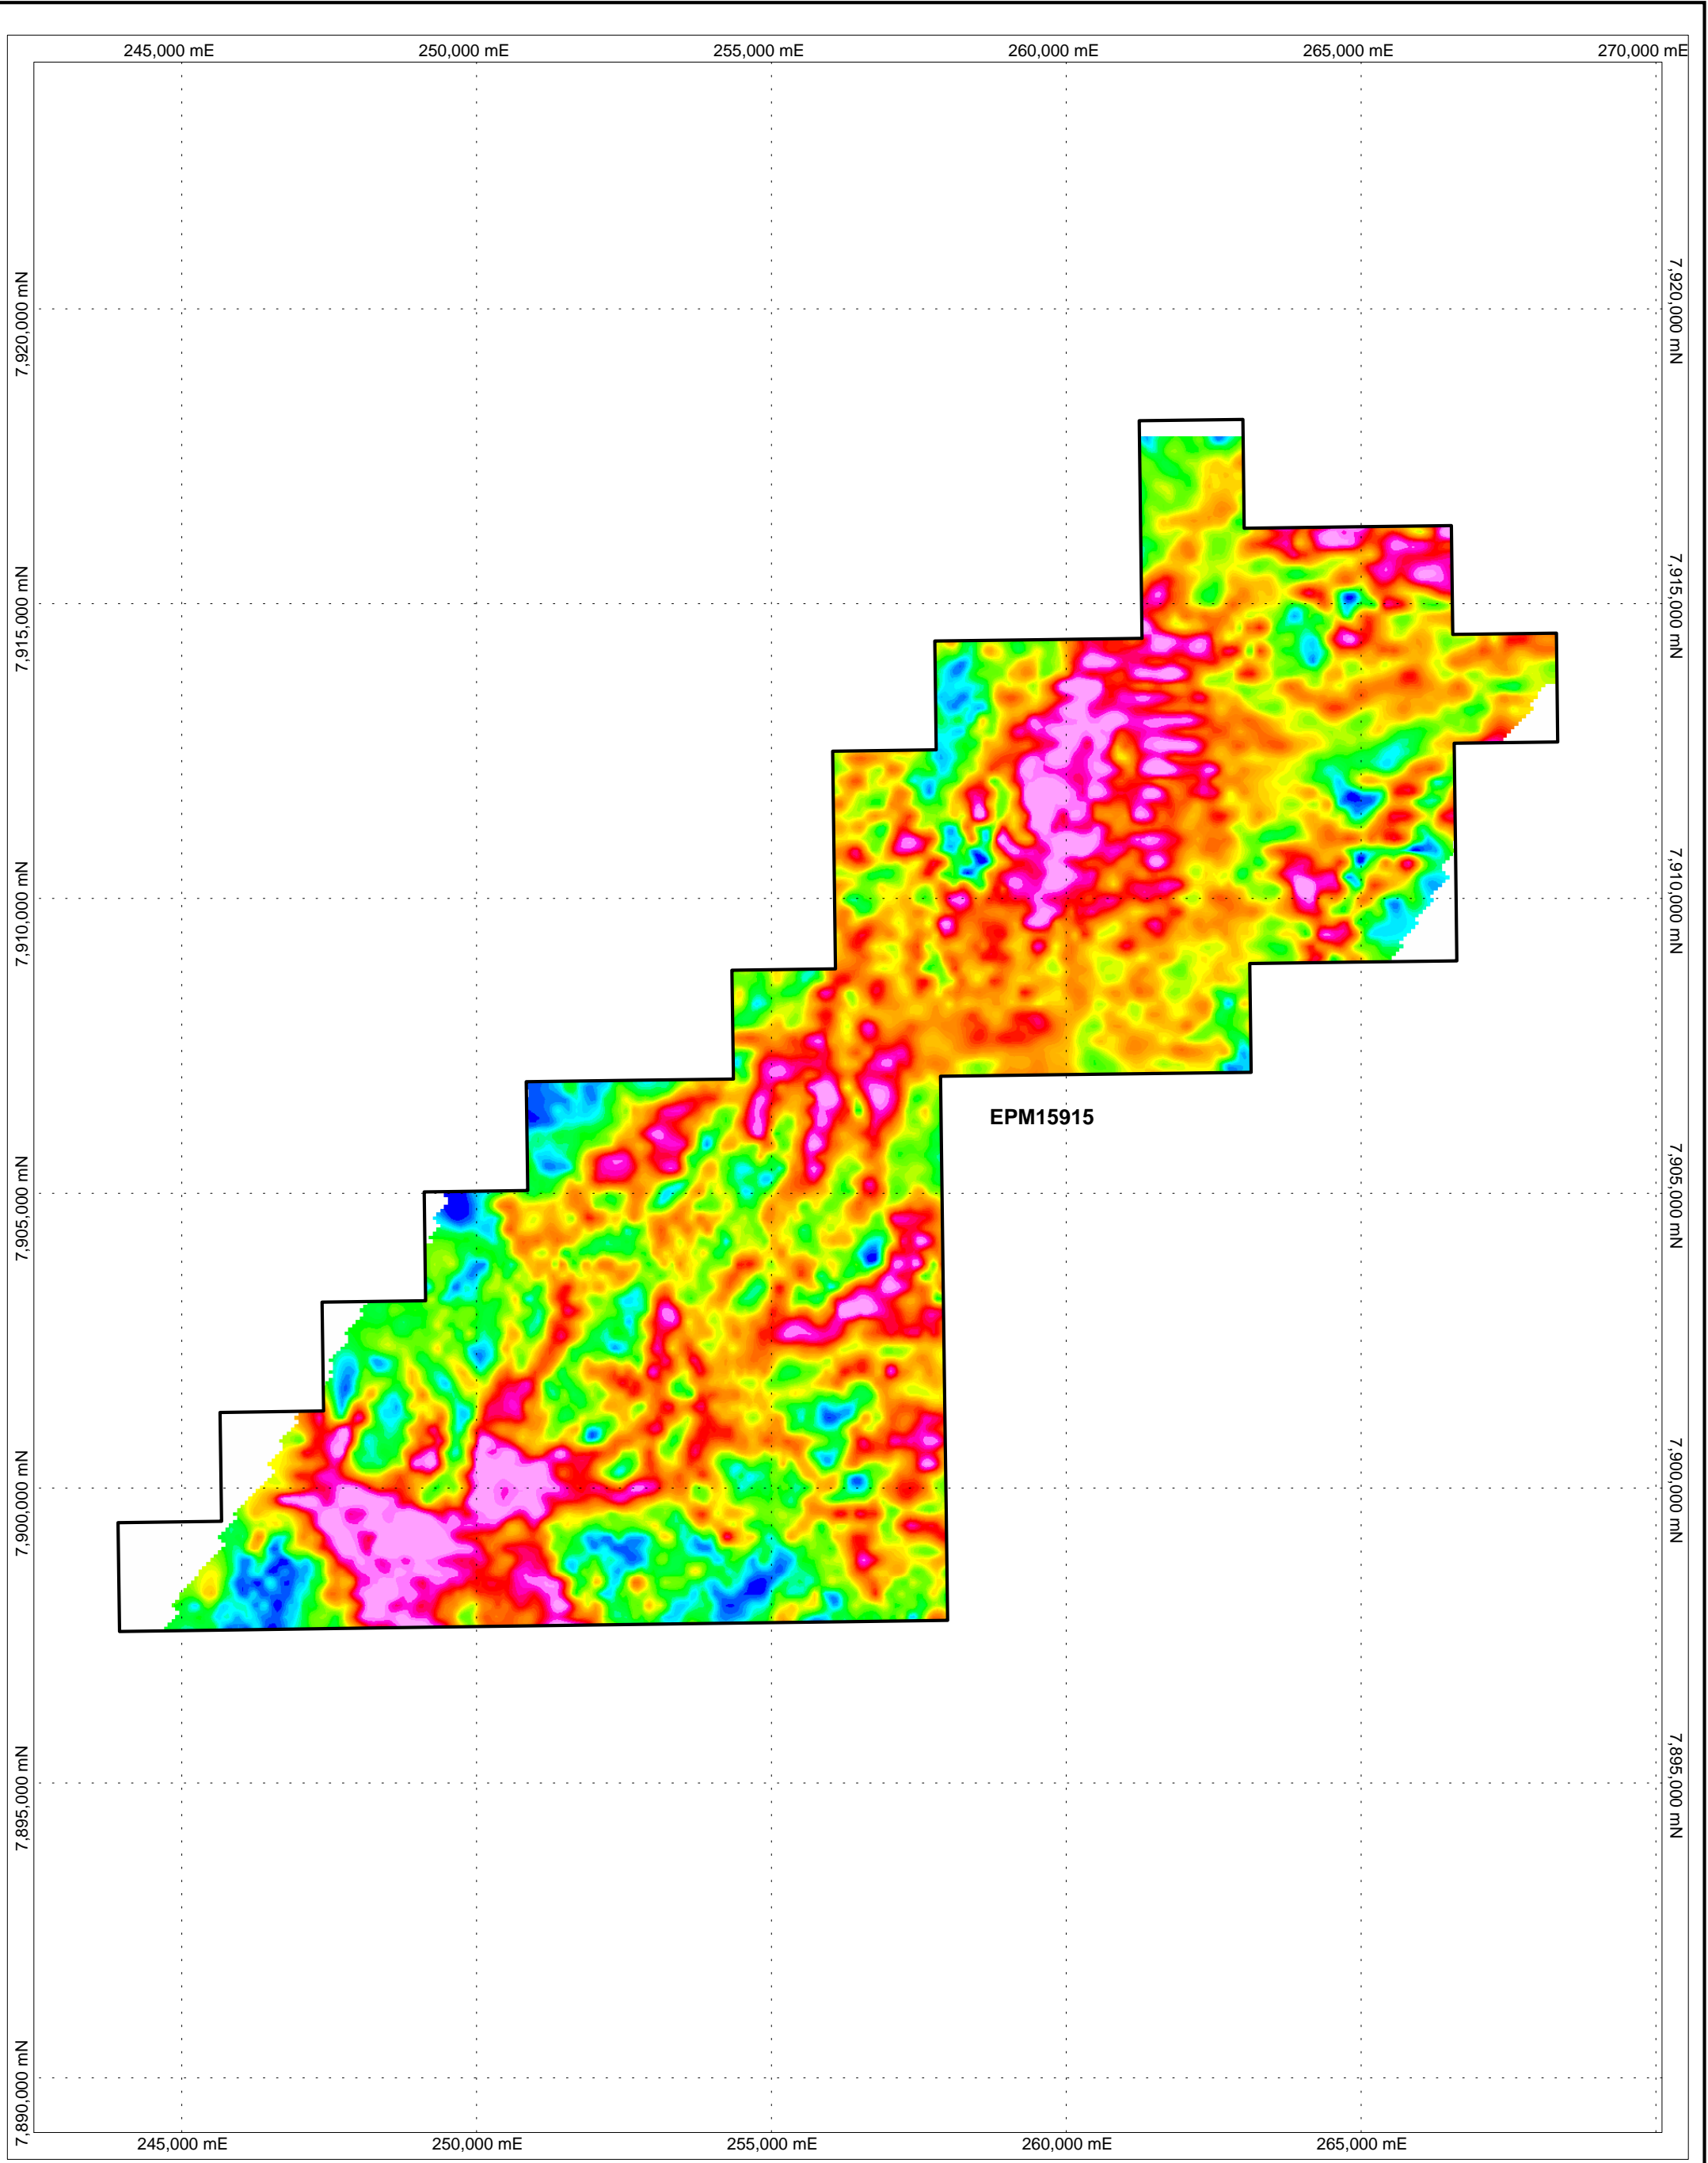 245,000 mE
250,000 mE
255,000 mE
260,000 mE
265,000 mE
270,000 mE
7,920,000 mN
7,920,000 mN
7,915,000 mN
7,915,000 mN
7,910,000 mN
7,910,000 mN
EPM15915
7,905,000 mN
7,905,000 mN
7,900,000 mN
7,900,000 mN
7,895,000 mN
7,895,000 mN
7,890,000 mN
245,000 mE
250,000 mE
255,000 mE
260,000 mE
265,000 mE